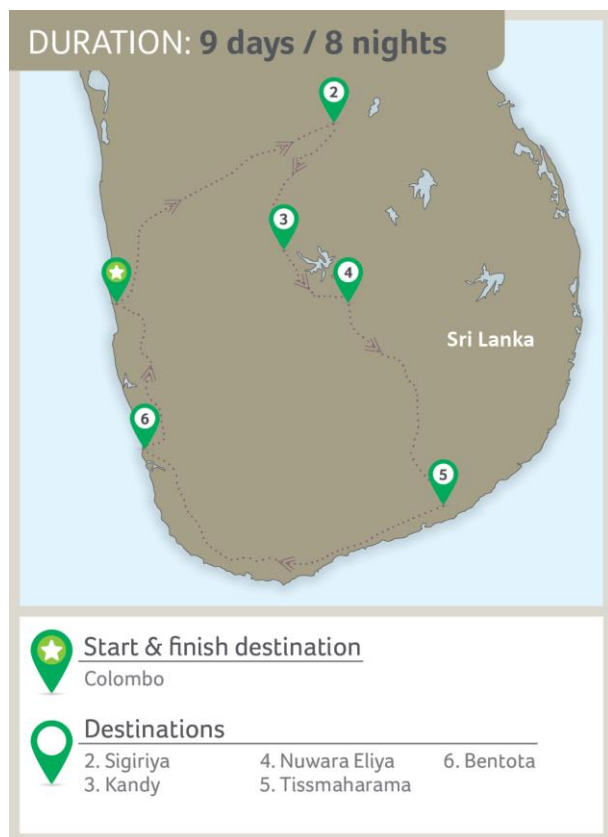 DURATION: 9 days / 8 nights
2
3
4
Sri Lanka
6
5
Start & finish destination
Colombo
Destinations
2. Sigiriya 4. Nuwara Eliya 6. Bentota
3. Kandy 5. Tissmaharama